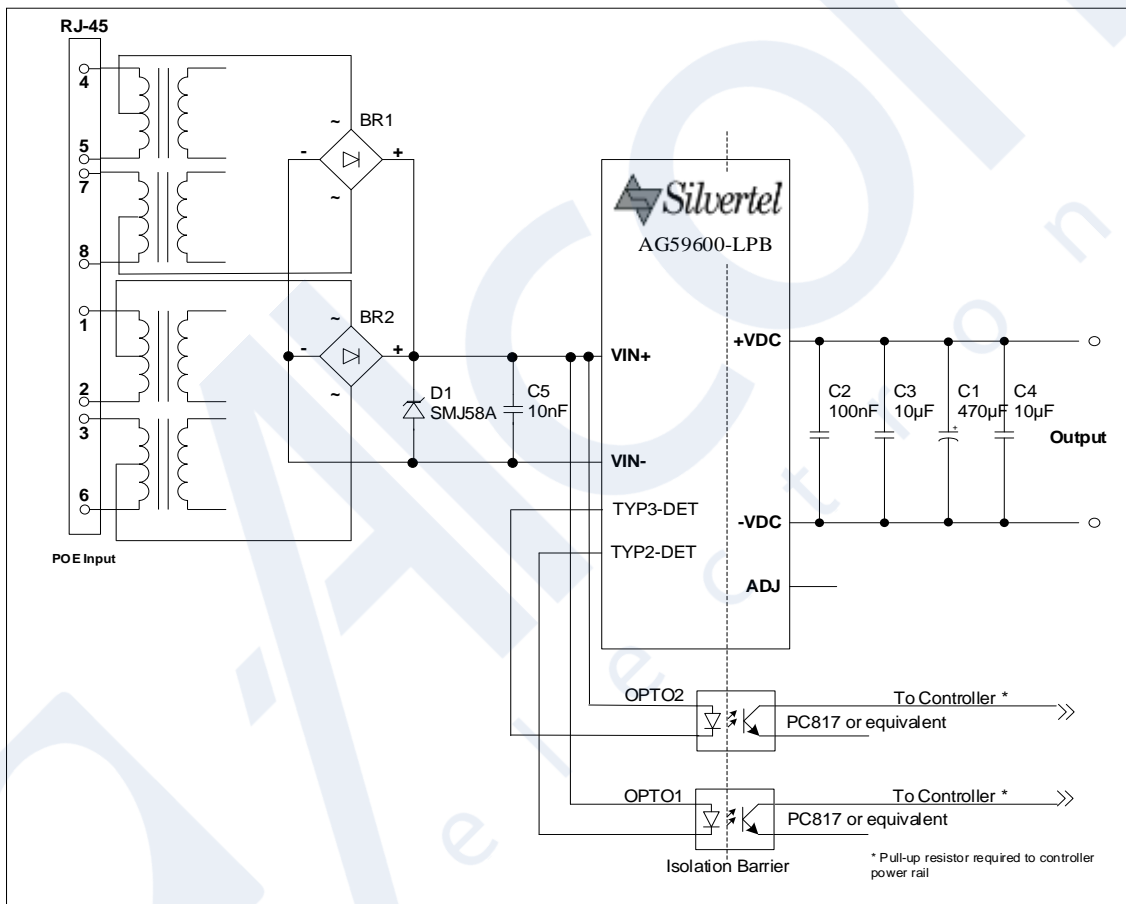 RJ-45
4
5
7
8
1
2
3
6
POE Input
~
BR1
-
+
~
~
BR2
-
+
~
D1
SMJ58A
C5
10nF
Silvertel
AG59600-LPB
VIN+
VIN-
TYP3-DET
TYP2-DET
+VDC
-VDC
ADJ
C2
100nF
C3
10µF
C1
470µF
+
C4
10µF
Output
OPTO2
To Controller *
PC817 or equivalent
OPTO1
To Controller *
PC817 or equivalent
Isolation Barrier
* Pull-up resistor required to controller
power rail